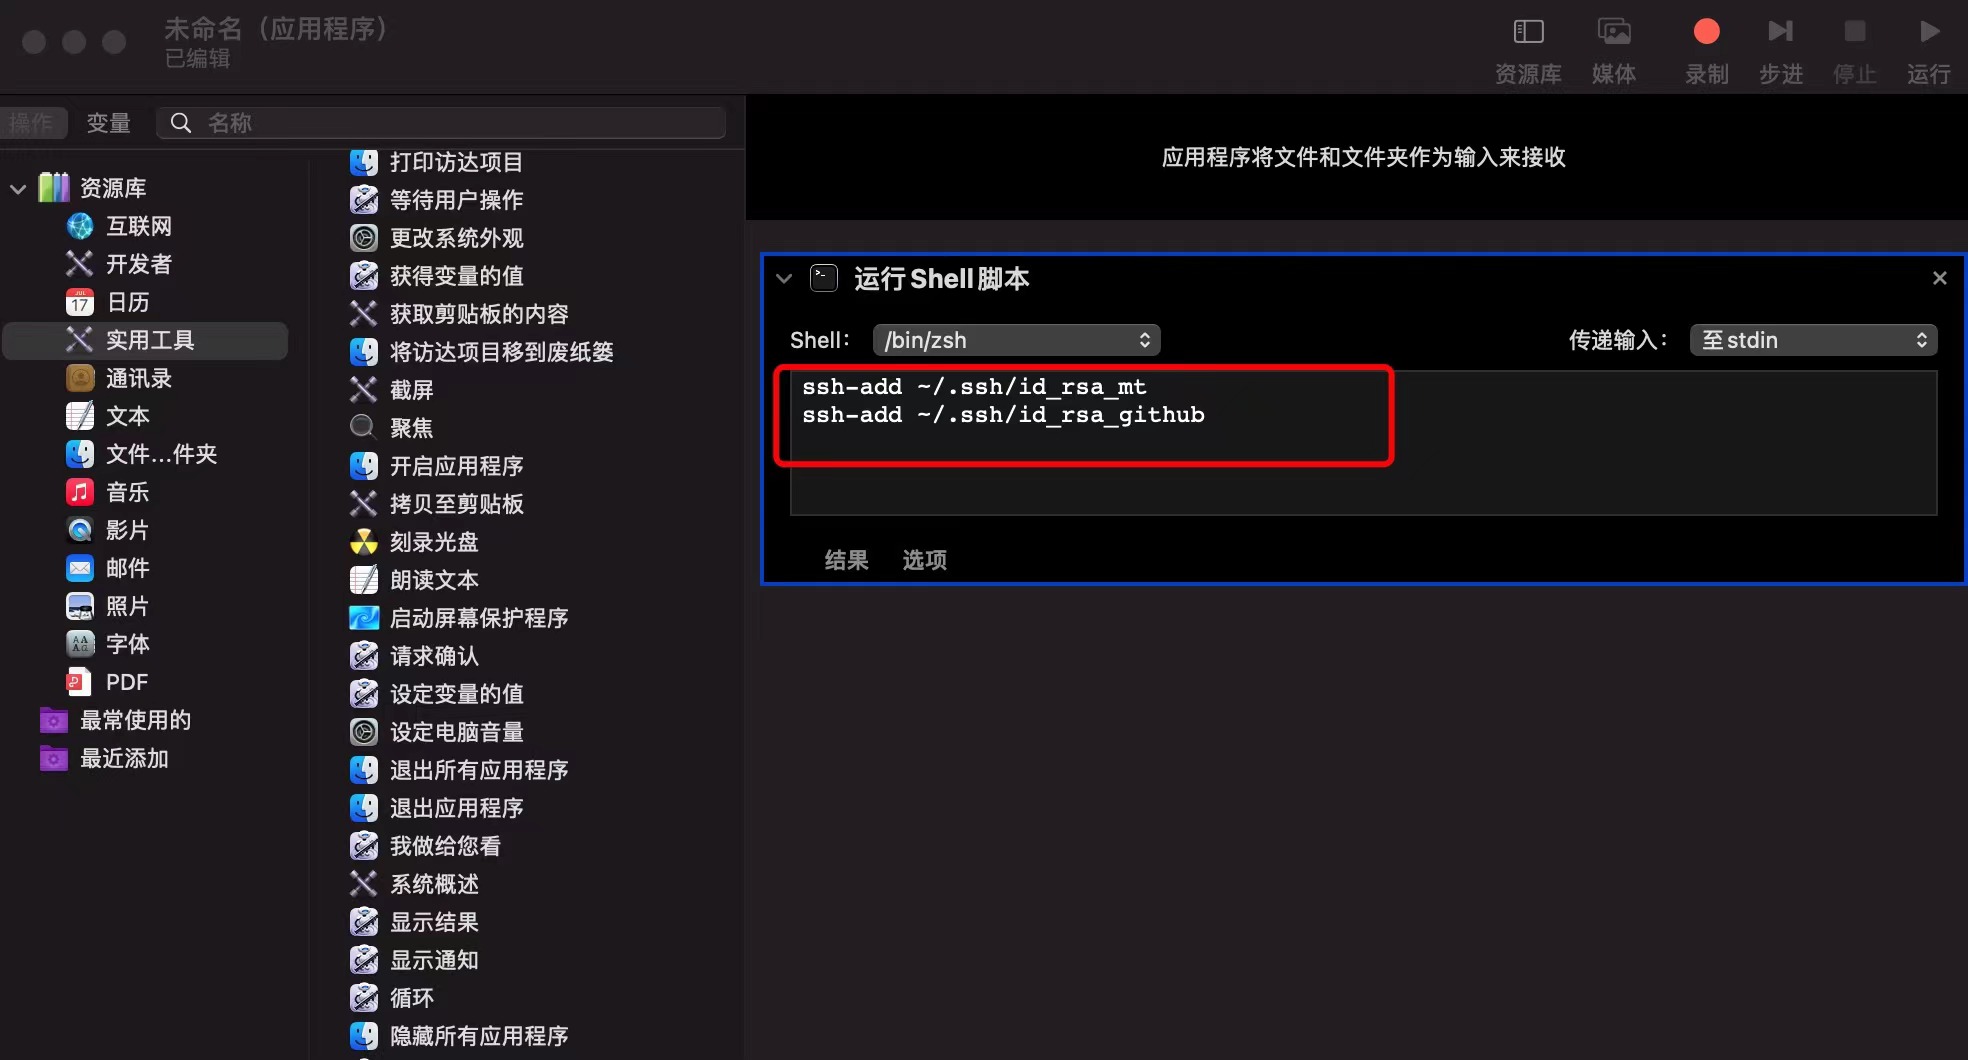 未命名（应用程序）
已编辑
资源库
媒体
录制
步进
停止
运行
操作
变量
名称
资源库
互联网
开发者
JUL
17
日历
实用工具
通讯录
文本
文件...件夹
音乐
影片
邮件
照片
字体
PDF
最常使用的
最近添加
打印访达项目
等待用户操作
更改系统外观
获得变量的值
获取剪贴板的内容
将访达项目移到废纸篓
截屏
聚焦
开启应用程序
拷贝至剪贴板
刻录光盘
朗读文本
启动屏幕保护程序
请求确认
设定变量的值
设定电脑音量
退出所有应用程序
退出应用程序
我做给您看
系统概述
显示结果
显示通知
循环
隐藏所有应用程序
应用程序将文件和文件夹作为输入来接收
运行Shell脚本
Shell： /bin/zsh
传递输入： 至stdin
ssh-add ~/.ssh/id_rsa_mt
ssh-add ~/.ssh/id_rsa_github
结果 选项